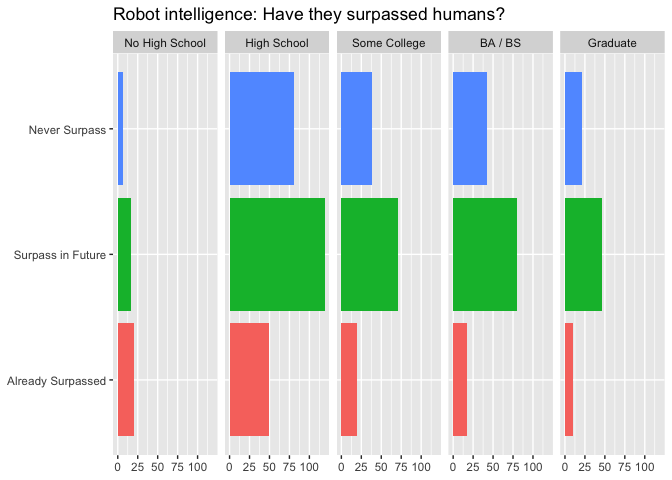 Robot intelligence: Have they surpassed humans?
No High School High School Some College BA / BS Graduate
Never Surpass
Surpass in Future
Already Surpassed
0 25 50 75 100 0 25 50 75 100 0 25 50 75 100 0 25 50 75 100 0 25 50 75 100